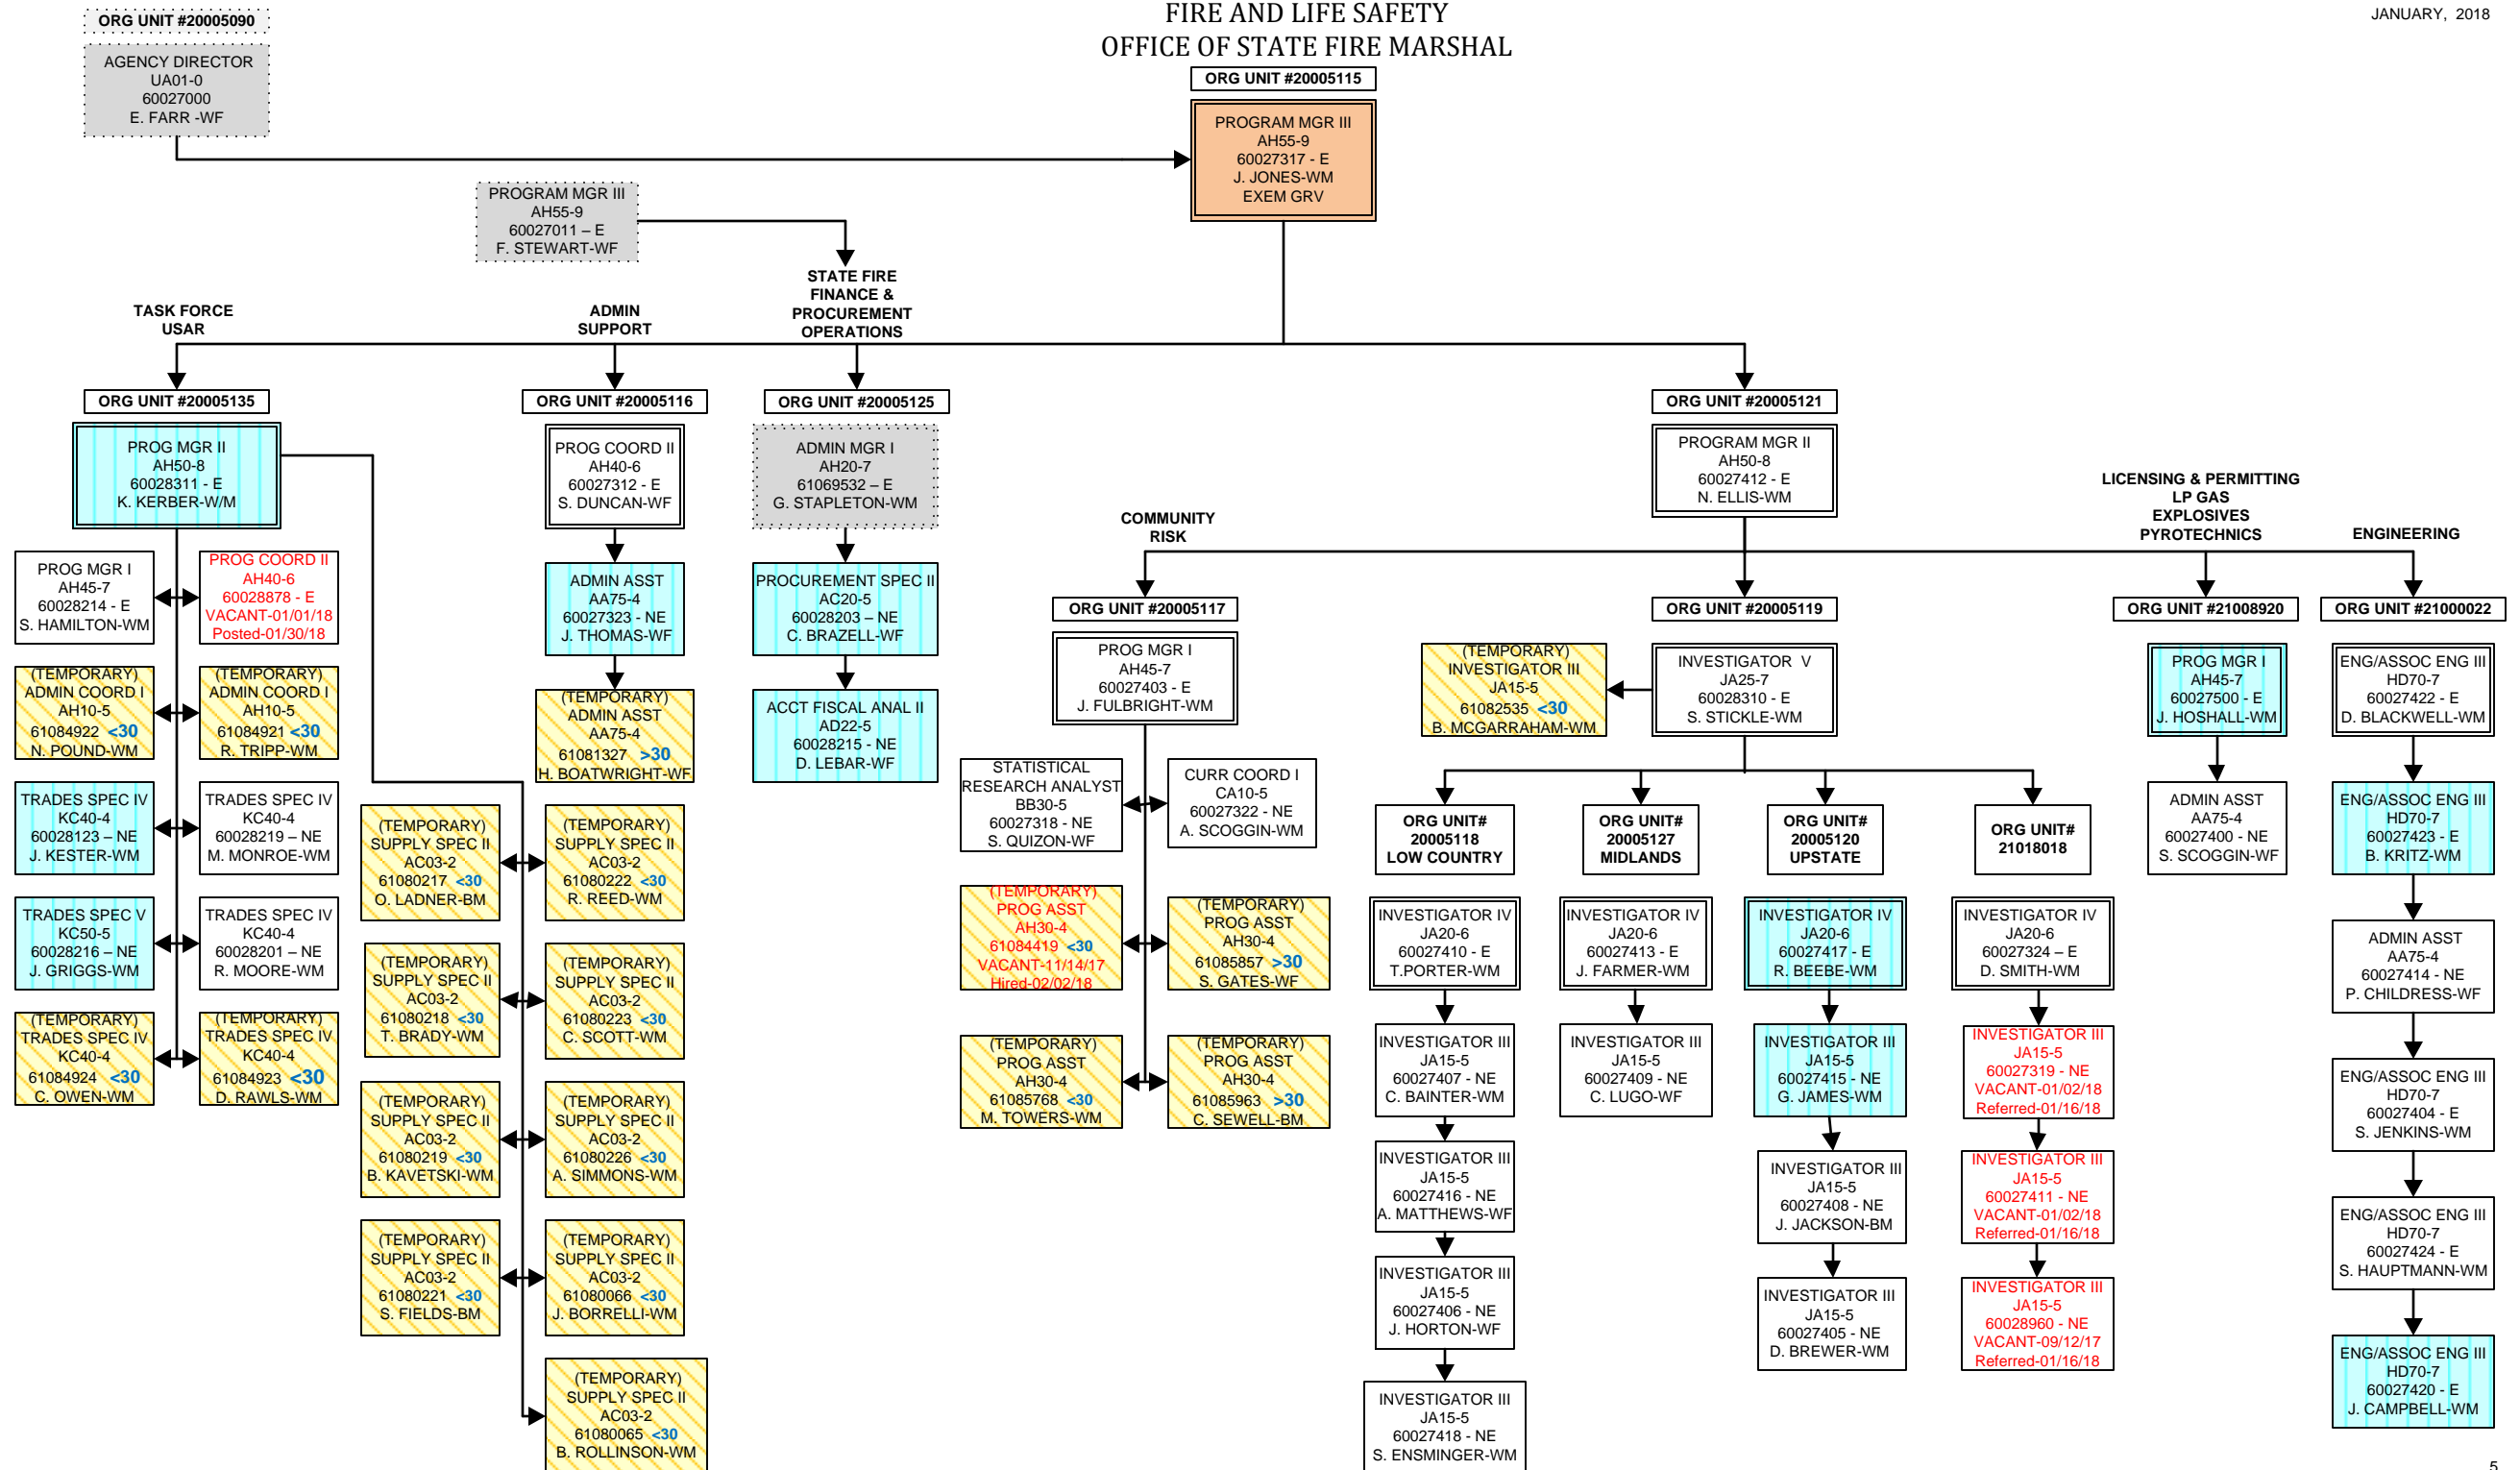 FIRE AND LIFE SAFETY
OFFICE OF STATE FIRE MARSHAL
JANUARY, 2018
ORG UNIT #20005090
AGENCY DIRECTOR
UA01-0
60027000
E. FARR -WF
ORG UNIT #20005115
PROGRAM MGR III
AH55-9
60027317 - E
J. JONES-WM
EXEM GRV
PROGRAM MGR III
AH55-9
60027011 – E
F. STEWART-WF
TASK FORCE
USAR
ORG UNIT #20005135
PROG MGR II
AH50-8
60028311 - E
K. KERBER-W/M
PROG MGR I
AH45-7
60028214 - E
S. HAMILTON-WM
PROG COORD II
AH40-6
60028878 - E
VACANT-01/01/18
Posted-01/30/18
(TEMPORARY)
ADMIN COORD I
AH10-5
61084922 <30
N. POUND-WM
(TEMPORARY)
ADMIN COORD I
AH10-5
61084921 <30
R. TRIPP-WM
TRADES SPEC IV
KC40-4
60028123 – NE
J. KESTER-WM
TRADES SPEC IV
KC40-4
60028219 – NE
M. MONROE-WM
TRADES SPEC V
KC50-5
60028216 – NE
J. GRIGGS-WM
TRADES SPEC IV
KC40-4
60028201 – NE
R. MOORE-WM
(TEMPORARY)
TRADES SPEC IV
KC40-4
61084924 <30
C. OWEN-WM
(TEMPORARY)
TRADES SPEC IV
KC40-4
61084923 <30
D. RAWLS-WM
(TEMPORARY)
SUPPLY SPEC II
AC03-2
61080217 <30
O. LADNER-BM
(TEMPORARY)
SUPPLY SPEC II
AC03-2
61080222 <30
R. REED-WM
(TEMPORARY)
SUPPLY SPEC II
AC03-2
61080218 <30
T. BRADY-WM
(TEMPORARY)
SUPPLY SPEC II
AC03-2
61080223 <30
C. SCOTT-WM
(TEMPORARY)
SUPPLY SPEC II
AC03-2
61080219 <30
B. KAVETSKI-WM
(TEMPORARY)
SUPPLY SPEC II
AC03-2
61080226 <30
A. SIMMONS-WM
(TEMPORARY)
SUPPLY SPEC II
AC03-2
61080221 <30
S. FIELDS-BM
(TEMPORARY)
SUPPLY SPEC II
AC03-2
61080066 <30
J. BORRELLI-WM
(TEMPORARY)
SUPPLY SPEC II
AC03-2
61080065 <30
B. ROLLINSON-WM
ADMIN
SUPPORT
ORG UNIT #20005116
PROG COORD II
AH40-6
60027312 - E
S. DUNCAN-WF
ADMIN ASST
AA75-4
60027323 - NE
J. THOMAS-WF
(TEMPORARY)
ADMIN ASST
AA75-4
61081327 >30
H. BOATWRIGHT-WF
STATE FIRE
FINANCE &
PROCUREMENT
OPERATIONS
ORG UNIT #20005125
ADMIN MGR I
AH20-7
61069532 – E
G. STAPLETON-WM
PROCUREMENT SPEC II
AC20-5
60028203 – NE
C. BRAZELL-WF
ACCT FISCAL ANAL II
AD22-5
60028215 - NE
D. LEBAR-WF
ORG UNIT #20005121
PROGRAM MGR II
AH50-8
60027412 - E
N. ELLIS-WM
COMMUNITY
RISK
ORG UNIT #20005117
PROG MGR I
AH45-7
60027403 - E
J. FULBRIGHT-WM
STATISTICAL
RESEARCH ANALYST
BB30-5
60027318 - NE
S. QUIZON-WF
CURR COORD I
CA10-5
60027322 - NE
A. SCOGGIN-WM
(TEMPORARY)
PROG ASST
AH30-4
61084419 <30
VACANT-11/14/17
Hired-02/02/18
(TEMPORARY)
PROG ASST
AH30-4
61085857 >30
S. GATES-WF
(TEMPORARY)
PROG ASST
AH30-4
61085768 <30
M. TOWERS-WM
(TEMPORARY)
PROG ASST
AH30-4
61085963 >30
C. SEWELL-BM
ORG UNIT #20005119
(TEMPORARY)
INVESTIGATOR III
JA15-5
61082535 <30
B. MCGARRAHAM-WM
INVESTIGATOR V
JA25-7
60028310 - E
S. STICKLE-WM
ORG UNIT#
20005118
LOW COUNTRY
INVESTIGATOR IV
JA20-6
60027410 - E
T.PORTER-WM
INVESTIGATOR III
JA15-5
60027407 - NE
C. BAINTER-WM
INVESTIGATOR III
JA15-5
60027416 - NE
A. MATTHEWS-WF
INVESTIGATOR III
JA15-5
60027406 - NE
J. HORTON-WF
INVESTIGATOR III
JA15-5
60027418 - NE
S. ENSMINGER-WM
ORG UNIT#
20005127
MIDLANDS
INVESTIGATOR IV
JA20-6
60027413 - E
J. FARMER-WM
INVESTIGATOR III
JA15-5
60027409 - NE
C. LUGO-WF
ORG UNIT#
20005120
UPSTATE
INVESTIGATOR IV
JA20-6
60027417 - E
R. BEEBE-WM
INVESTIGATOR III
JA15-5
60027415 - NE
G. JAMES-WM
INVESTIGATOR III
JA15-5
60027408 - NE
J. JACKSON-BM
INVESTIGATOR III
JA15-5
60027405 - NE
D. BREWER-WM
ORG UNIT#
21018018
INVESTIGATOR IV
JA20-6
60027324 – E
D. SMITH-WM
INVESTIGATOR III
JA15-5
60027319 - NE
VACANT-01/02/18
Referred-01/16/18
INVESTIGATOR III
JA15-5
60027411 - NE
VACANT-01/02/18
Referred-01/16/18
INVESTIGATOR III
JA15-5
60028960 - NE
VACANT-09/12/17
Referred-01/16/18
LICENSING & PERMITTING
LP GAS
EXPLOSIVES
PYROTECHNICS
ORG UNIT #21008920
PROG MGR I
AH45-7
60027500 - E
J. HOSHALL-WM
ADMIN ASST
AA75-4
60027400 - NE
S. SCOGGIN-WF
ENGINEERING
ORG UNIT #21000022
ENG/ASSOC ENG III
HD70-7
60027422 - E
D. BLACKWELL-WM
ENG/ASSOC ENG III
HD70-7
60027423 - E
B. KRITZ-WM
ADMIN ASST
AA75-4
60027414 - NE
P. CHILDRESS-WF
ENG/ASSOC ENG III
HD70-7
60027404 - E
S. JENKINS-WM
ENG/ASSOC ENG III
HD70-7
60027424 - E
S. HAUPTMANN-WM
ENG/ASSOC ENG III
HD70-7
60027420 - E
J. CAMPBELL-WM
5